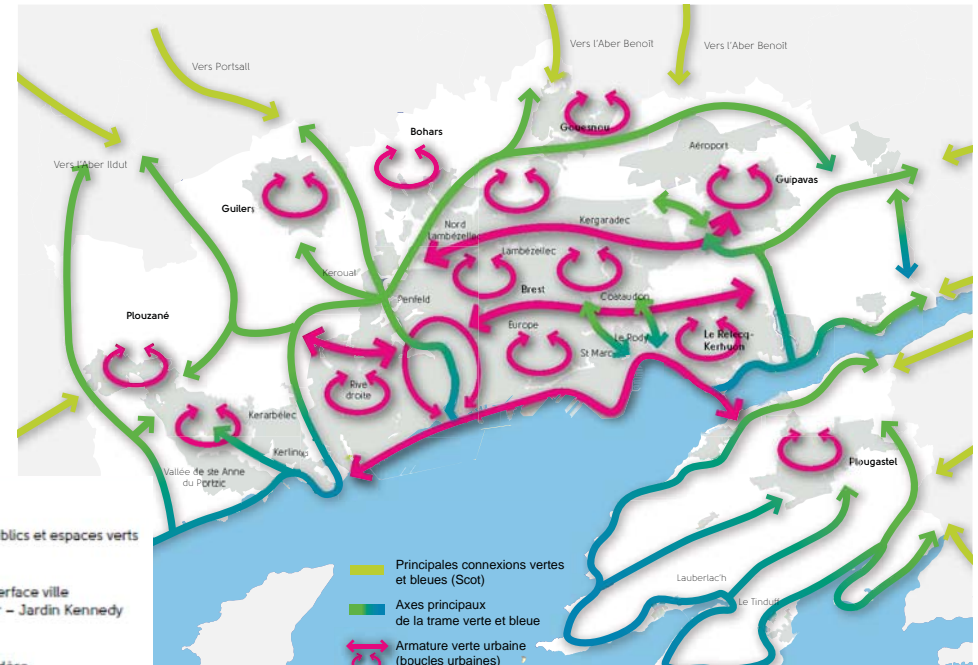 Vers l'Aber Benoît
Vers l'Aber Benoît
Vers Portsall
Bohars
Gouesnou
Aéroport
Vers l'Aber Ildut
Guipavas
Guilers
Nord
Lambézellec
Kergaradec
Lambézellec
Keroual
Penfeld
Brest
Coataudon
Plouzané
Europe
Le Rody
St Marc
Le Relecq-
Kerhuon
Rive
droite
Kerarbélec
Kerlino
Vallée de ste Anne
du Portzic
Plougastel
blics et espaces verts
erface ville
– Jardin Kennedy
Principales connexions vertes
et bleues (Scot)
Axes principaux
de la trame verte et bleue
Armature verte urbaine
(boucles urbaines)
Lauberlac'h
Le Tinduff